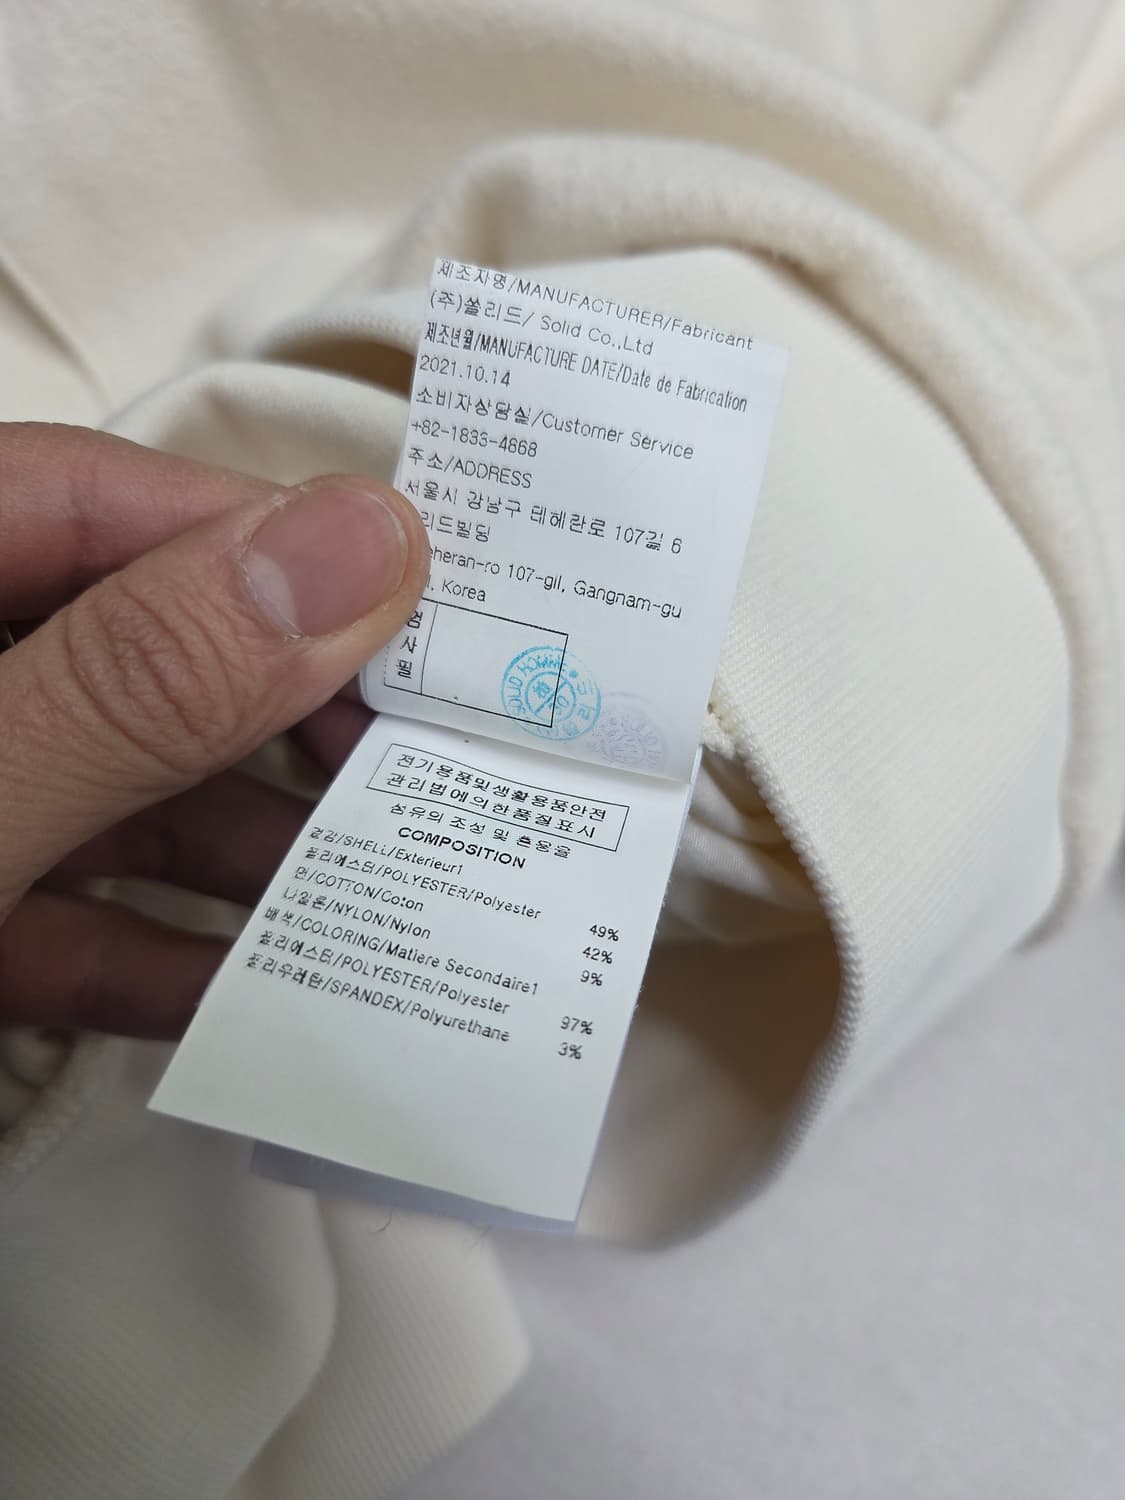 제조자명/MANUFACTURER/Fabricant
(주)쏠리드/ Solid Co.,Ltd
제조년월/MANUFACTURE DATE/Date de Fabrication
2021.10.14
소비자상담실/Customer Service
+82-1833-4868
주소/ADDRESS
서울시 강남구 테헤란로 107길 6
리드빌딩
eheran-ro 107-gil, Gangnam-gu
Korea
검사필
SOLID HOMME
전기용품및생활용품안전
관리법에의한품질표시
섬유의 조성 및 혼용율
COMPOSITION
겉감/SHELL/Exterieur1
폴리에스터/POLYESTER/Polyester 49%
면/COTTON/Coton 42%
나일론/NYLON/Nylon 9%
배색/COLORING/Matiere Secondaire1
폴리에스터/POLYESTER/Polyester 97%
폴리우레탄/SPANDEX/Polyurethane 3%